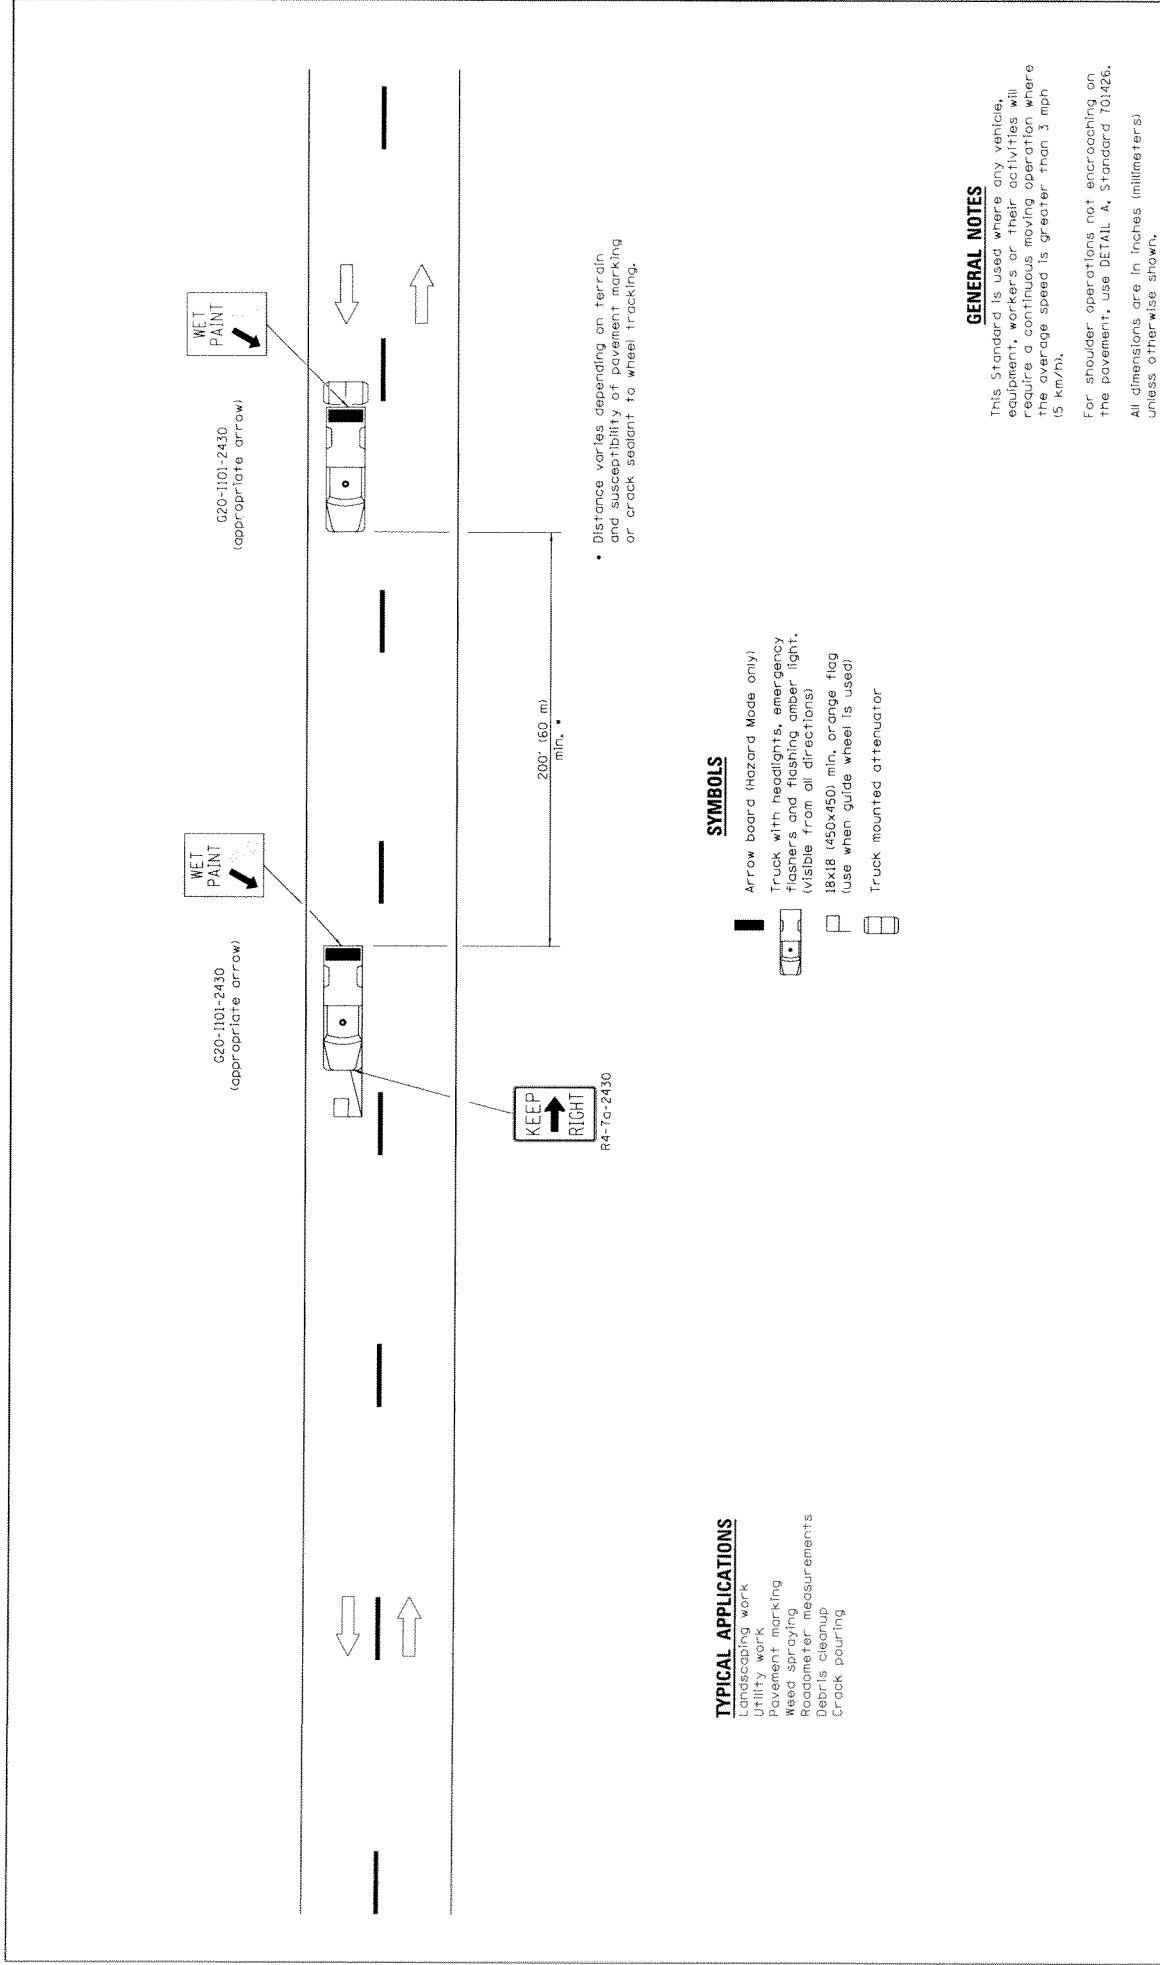 WET
PAINT
G20-I101-2430
(appropriate arrow)
WET
PAINT
G20-I101-2430
(appropriate arrow)
KEEP
RIGHT
R4-7a-2430
200' (60 m)
min. •
• Distance varies depending on terrain
and susceptibility of pavement marking
or crack sealant to wheel tracking.
TYPICAL APPLICATIONS
Landscaping work
Utility work
Pavement marking
Weed spraying
Roadometer measurements
Debris cleanup
Crack pouring
SYMBOLS
Arrow board (Hazard Mode only)
Truck with headlights, emergency
flashers and flashing amber light.
(visible from all directions)
18x18 (450x450) min. orange flag
(use when guide wheel is used)
Truck mounted attenuator
GENERAL NOTES
This Standard is used where any vehicle,
equipment, workers or their activities will
require a continuous moving operation where
the average speed is greater than 3 mph
(5 km/h).
For shoulder operations not encroaching on
the pavement, use DETAIL A, Standard 701426.
All dimensions are in inches (millimeters)
unless otherwise shown.